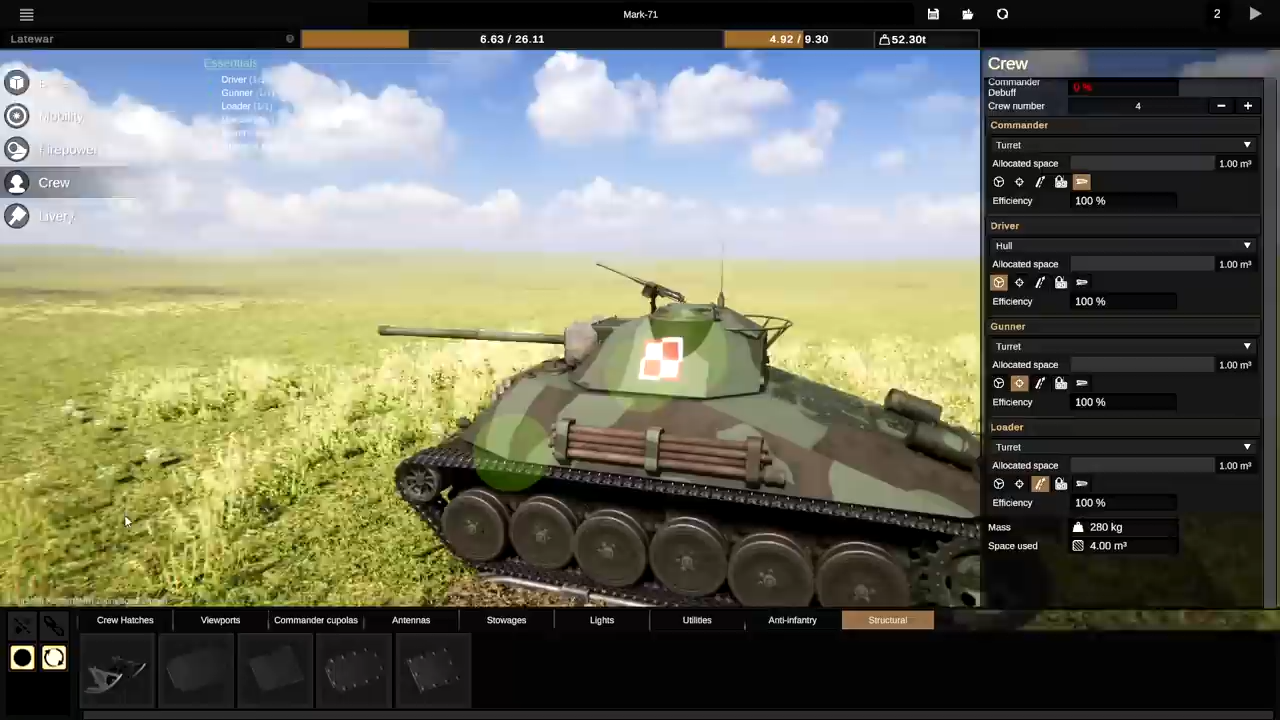 Mark-71
2
Latewar
6.63 / 26.11
4.92 / 9.30
52.30t
Essentials
Driver (1/1)
Gunner (1/1)
Loader (1/1)
Mobility
Firepower
Crew
Livery
Crew
Commander Debuff
0 %
Crew number
4
Commander
Turret
Allocated space
1.00 m³
Efficiency
100 %
Driver
Hull
Allocated space
1.00 m³
Efficiency
100 %
Gunner
Turret
Allocated space
1.00 m³
Efficiency
100 %
Loader
Turret
Allocated space
1.00 m³
Efficiency
100 %
Mass
280 kg
Space used
4.00 m³
Crew Hatches
Viewports
Commander cupolas
Antennas
Stowages
Lights
Utilities
Anti-infantry
Structural